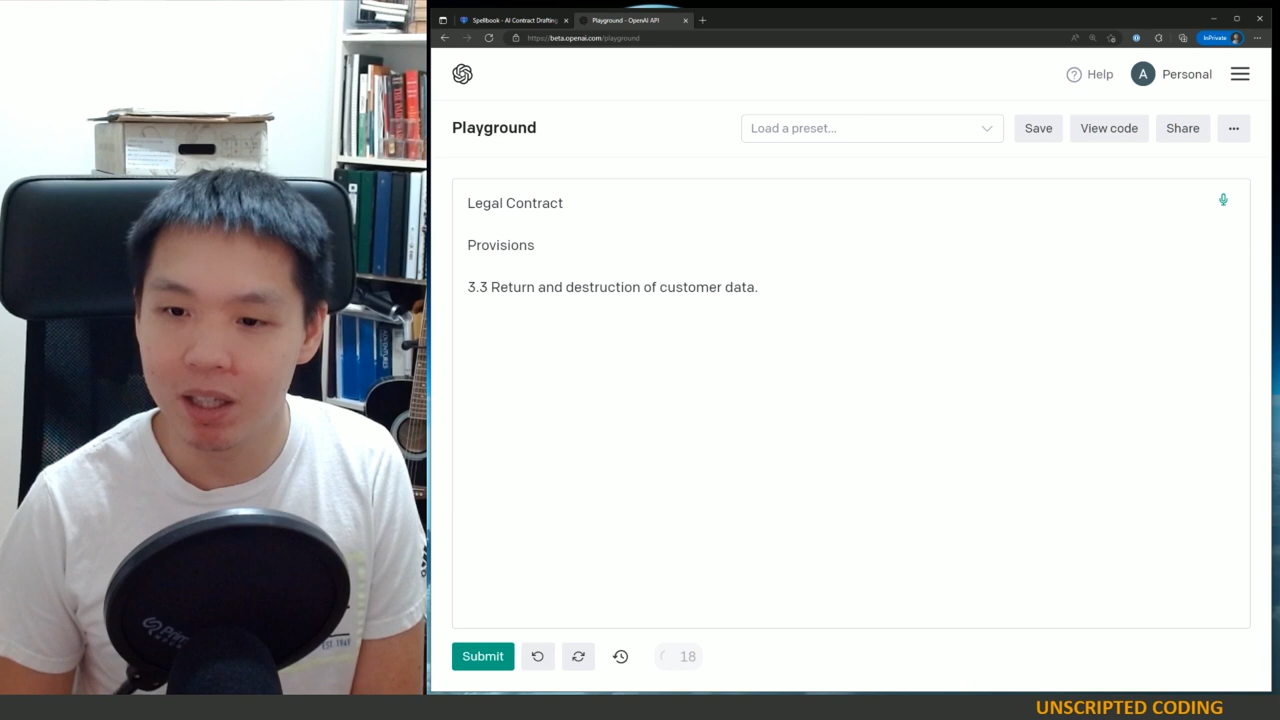 Spellbook - AI Contract Drafting
Playground - OpenAI API
https://beta.openai.com/playground
InPrivate
Help
A
Personal
Playground
Load a preset...
Save
View code
Share
Legal Contract
Provisions
3.3 Return and destruction of customer data.
Submit
18
UNSCRIPTED CODING